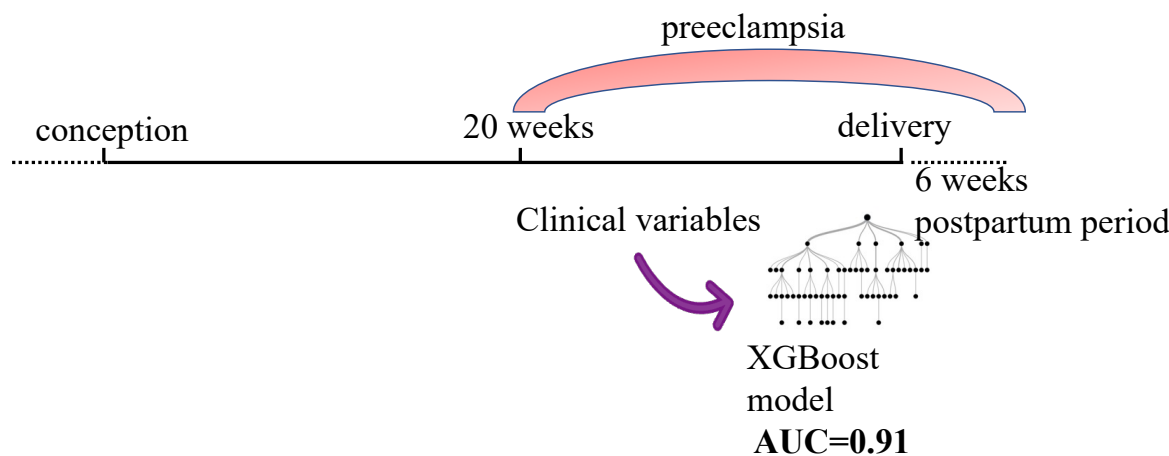 preeclampsia
conception
20 weeks
delivery
6 weeks
postpartum period
Clinical variables
XGBoost
model
AUC=0.91